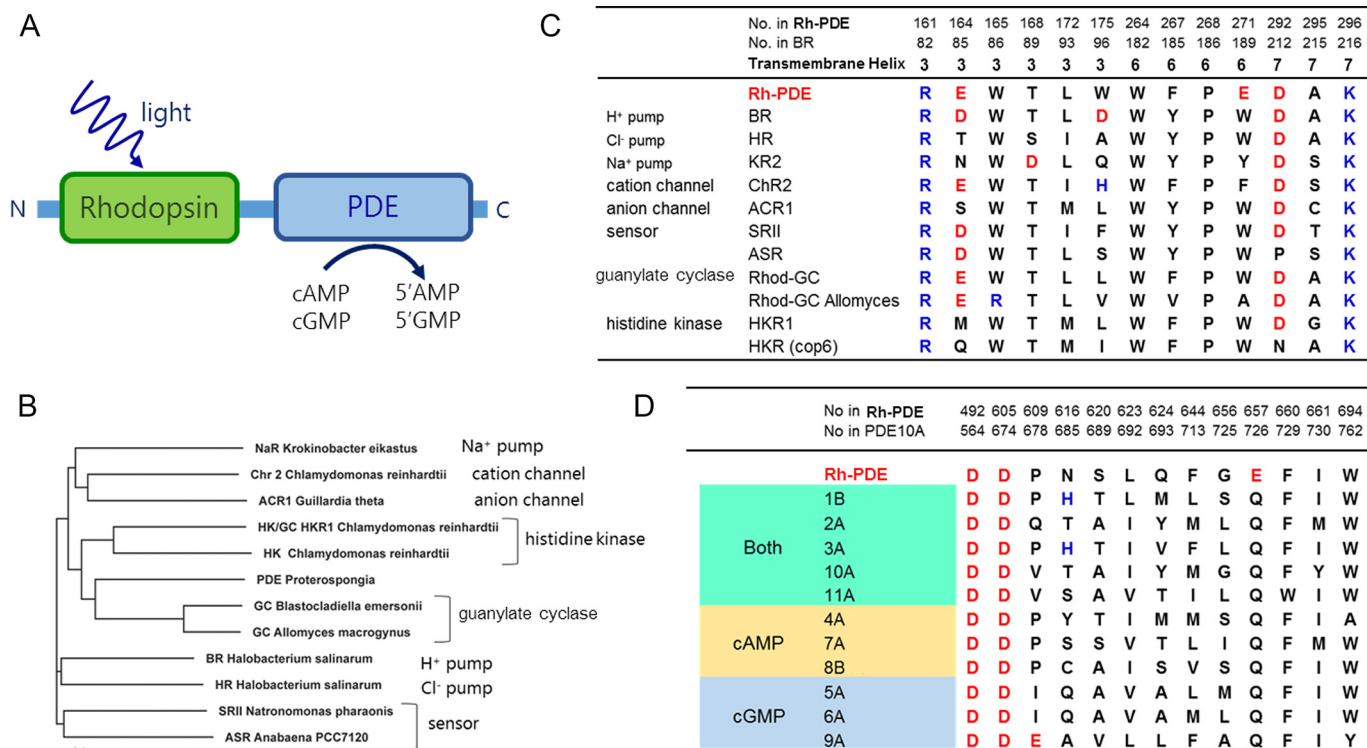 A
light
N Rhodopsin PDE C
cAMP 5'AMP
cGMP 5'GMP
B
NaR Krokinobacter eikastus Na⁺ pump
Chr 2 Chlamydomonas reinhardtii cation channel
ACR1 Guillardia theta anion channel
HK/GC HKR1 Chlamydomonas reinhardtii
histidine kinase
HK Chlamydomonas reinhardtii
PDE Proterospongia
GC Blastocladiella emersonii
guanylate cyclase
GC Allomyces macrogynus
BR Halobacterium salinarum H⁺ pump
HR Halobacterium salinarum Cl⁻ pump
SRII Natronomonas pharaonis
sensor
ASR Anabaena PCC7120
C
No. in Rh-PDE 161 164 165 168 172 175 264 267 268 271 292 295 296
No. in BR 82 85 86 89 93 96 182 185 186 189 212 215 216
Transmembrane Helix 3 3 3 3 3 3 6 6 6 6 7 7 7
Rh-PDE R E W T L W W F P E D A K
H⁺ pump BR R D W T L D W Y P W D A K
Cl⁻ pump HR R T W S I A W Y P W D A K
Na⁺ pump KR2 R N W D L Q W Y P Y D S K
cation channel ChR2 R E W T I H W F P F D S K
anion channel ACR1 R S W T M L W Y P W D C K
sensor SRII R D W T I F W Y P W D T K
ASR R D W T L S W Y P W P S K
guanylate cyclase Rhod-GC R E W T L L W F P W D A K
Rhod-GC Allomyces R E R T L V W V P A D A K
histidine kinase HKR1 R M W T M L W F P W D G K
HKR (cop6) R Q W T M I W F P W N A K
D
No in Rh-PDE 492 605 609 616 620 623 624 644 656 657 660 661 694
No in PDE10A 564 674 678 685 689 692 693 713 725 726 729 730 762
Rh-PDE D D P N S L Q F G E F I W
1B D D P H T L M L S Q F I W
2A D D Q T A I Y M L Q F M W
Both 3A D D P H T I V F L Q F I W
10A D D V T A I Y M G Q F Y W
11A D D V S A V T I L Q W I W
4A D D P Y T I M M S Q F I A
cAMP 7A D D P S S V T L I Q F M W
8B D D P C A I S V S Q F I W
5A D D I Q A V A L M Q F I W
cGMP 6A D D I Q A V A M L Q F I W
9A D D E A V L L F A Q F I Y